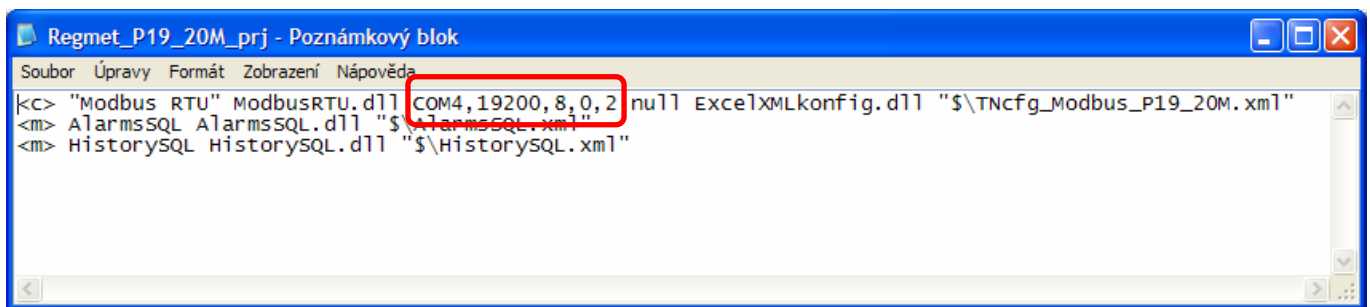 Regmet_P19_20M_prj - Poznámkový blok
Soubor Úpravy Formát Zobrazení Nápověda
<c> "Modbus RTU" ModbusRTU.dll COM4,19200,8,0,2 null ExcelXMLkonfig.dll "$\TNcfg_Modbus_P19_20M.xml"
<m> AlarmsSQL AlarmsSQL.dll "$\AlarmsSQL.xml"
<m> HistorySQL HistorySQL.dll "$\HistorySQL.xml"